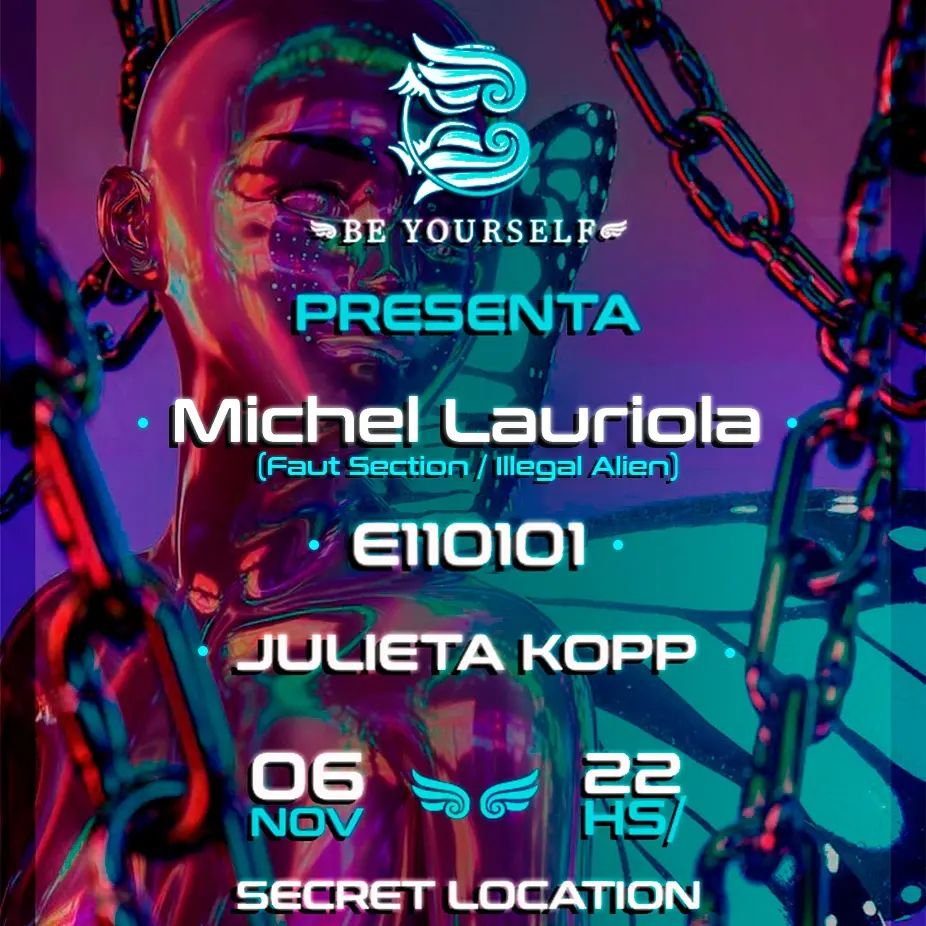 BE YOURSELF
PRESENTA
Michel Lauriola
(Faut Section / Illegal Alien)
E110101
JULIETA KOPP
06 NOV
22 HS/
SECRET LOCATION